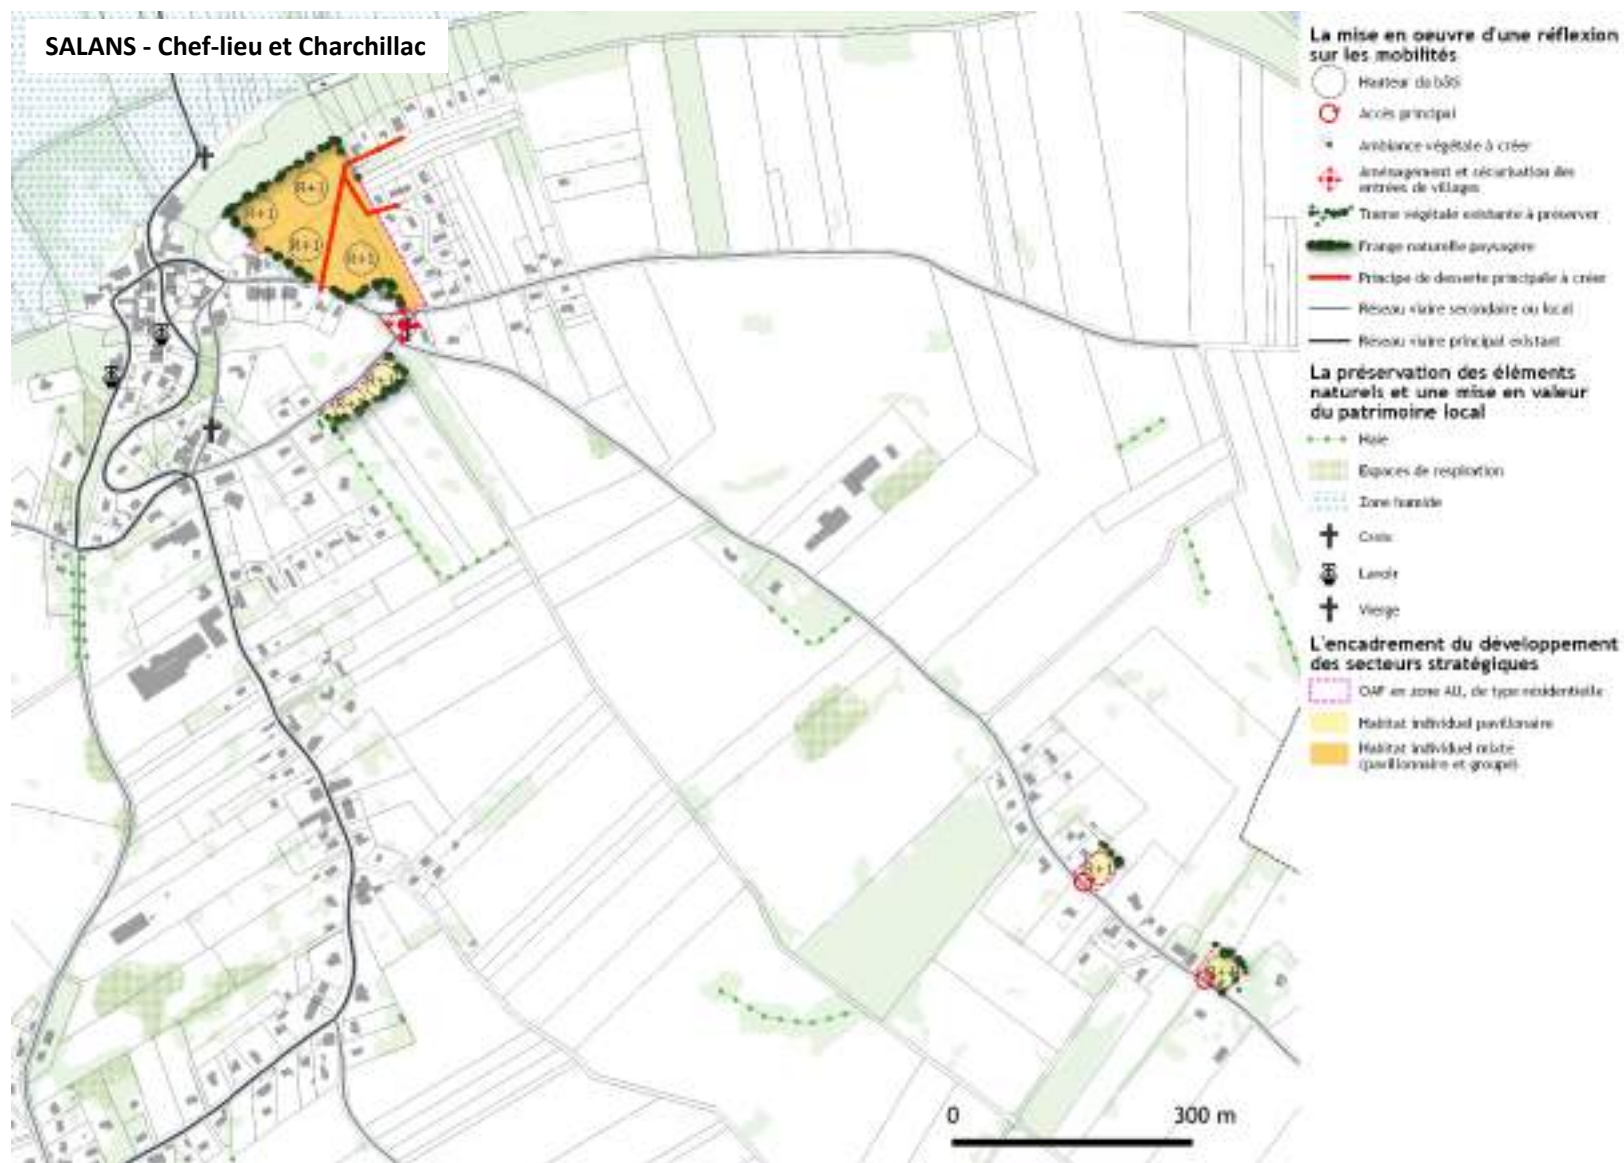 SALANS - Chef-lieu et Charchillac
La mise en oeuvre d'une réflexion
sur les mobilités
Hauteur du bâti
Accès principal
Ambiance végétale à créer
Aménagement et sécurisation des
entrées de villages
Trame végétale existante à préserver
Frange naturelle paysagère
Principe de desserte principale à créer
Réseau viaire secondaire ou local
Réseau viaire principal existant
La préservation des éléments
naturels et une mise en valeur
du patrimoine local
Haie
Espaces de respiration
Zone humide
Croix
Lavoir
Vierge
L'encadrement du développement
des secteurs stratégiques
OAP en zone AU, de type résidentielle
Habitat individuel pavillonaire
Habitat individuel mixte
(pavillonnaire et groupé)
R+1
R+1
R+1
R+1
0 300 m